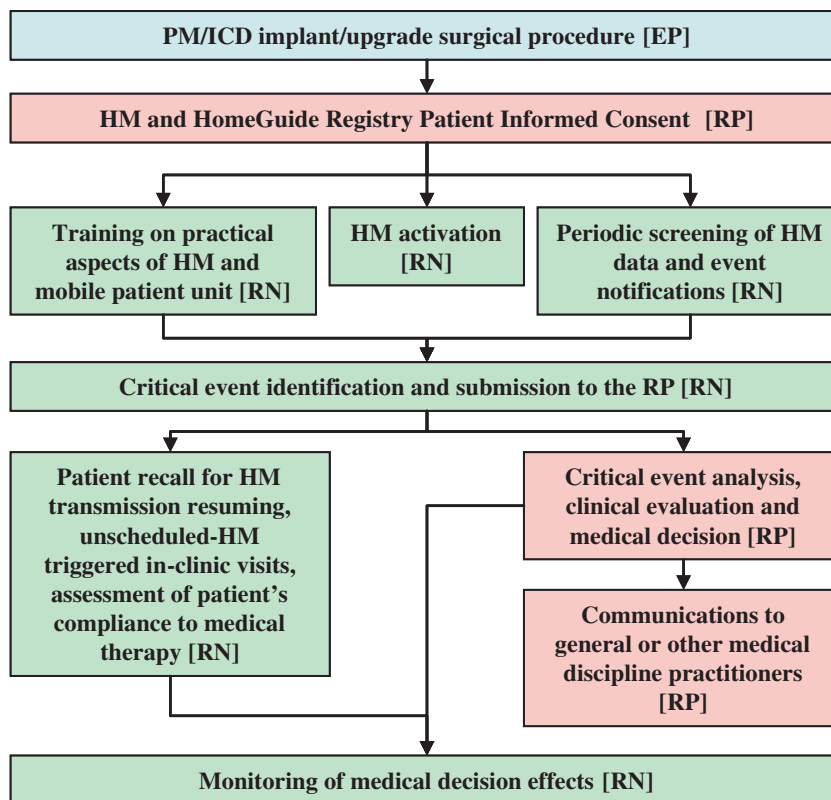 PM/ICD implant/upgrade surgical procedure [EP]
HM and HomeGuide Registry Patient Informed Consent [RP]
Training on practical
aspects of HM and
mobile patient unit [RN]
HM activation
[RN]
Periodic screening of HM
data and event
notifications [RN]
Critical event identification and submission to the RP [RN]
Patient recall for HM
transmission resuming,
unscheduled-HM
triggered in-clinic visits,
assessment of patient's
compliance to medical
therapy [RN]
Critical event analysis,
clinical evaluation and
medical decision [RP]
Communications to
general or other medical
discipline practitioners
[RP]
Monitoring of medical decision effects [RN]